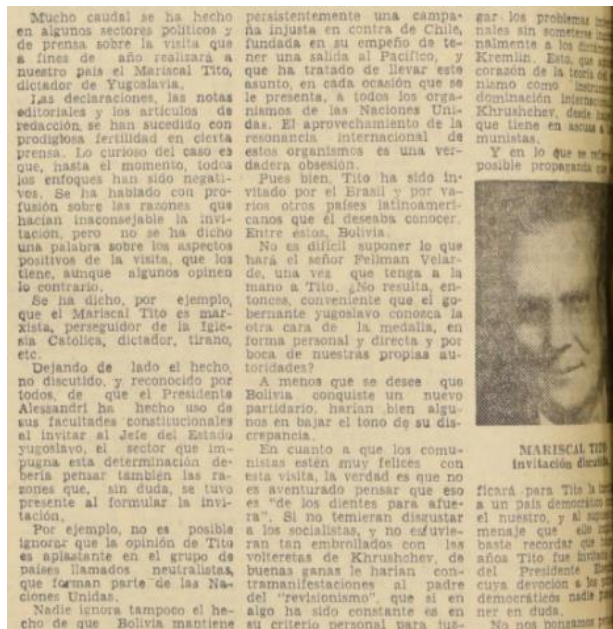 Mucho caudal se ha hecho
en algunos sectores políticos y
de prensa sobre la visita que
a fines de año realizará a
nuestro país el Mariscal Tito,
dictador de Yugoslavia.
Las declaraciones, las notas
editoriales y los artículos de
redacción, se han sucedido con
prodigiosa fertilidad en cierta
prensa. Lo curioso del caso es
que, hasta el momento, todos
los enfoques han sido negati-
vos. Se ha hablado con pro-
fusión sobre las razones que
hacían inaconsejable la invi-
tación, pero no se ha dicho
una palabra sobre los aspectos
positivos de la visita, que los
tiene, aunque algunos opinen
lo contrario.
Se ha dicho, por ejemplo,
que el Mariscal Tito es mar-
xista, perseguidor de la Igle-
sia Católica, dictador, tirano,
etc.
Dejando de lado el hecho,
no discutido, y reconocido por
todos, de que el Presidente
Alessandri ha hecho uso de
sus facultades constitucionales
al invitar al Jefe del Estado
yugoslavo, el sector que im-
pugna esta determinación de-
bería pensar también las ra-
zones que, sin duda, se tuvo
presente al formular la invi-
tación.
Por ejemplo, no es posible
ignorar que la opinión de Tito
es aplastante en el grupo de
países llamados neutralistas,
que forman parte de las Na-
ciones Unidas.
Nadie ignora tampoco el he-
cho de que Bolivia mantiene
persistentemente una campa-
ña injusta en contra de Chile,
fundada en su empeño de te-
ner una salida al Pacífico, y
que ha tratado de llevar este
asunto, en cada ocasión que se
le presenta, a todos los orga-
nismos de las Naciones Uni-
das. El aprovechamiento de la
resonancia internacional de
estos organismos es una ver-
dadera obsesión.
Pues bien, Tito ha sido in-
vitado por el Brasil y por va-
rios otros países latinoameri-
canos que él deseaba conocer.
Entre éstos, Bolivia.
No es difícil suponer lo que
hará el señor Fellman Velar-
de, una vez que tenga a la
mano a Tito. ¿No resulta, en-
tonces, conveniente que el go-
bernante yugoslavo conozca la
otra cara de la medalla, en
forma personal y directa y por
boca de nuestras propias au-
toridades?
A menos que se desee que
Bolivia conquiste un nuevo
partidario, harían bien algu-
nos en bajar el tono de su dis-
crepancia.
En cuanto a que los comu-
nistas estén muy felices con
esta visita, la verdad es que no
es aventurado pensar que eso
es "de los dientes para afue-
ra". Si no temieran disgustar
a los socialistas, y no estuvie-
ran tan embrollados con las
volteretas de Khrushchev, de
buenas ganas le harían con-
tramanifestaciones al padre
del "revisionismo", que si en
algo ha sido constante es en
su criterio personal para juz-
gar los problemas
nales sin someterse
nalmente a los
Kremlin. Esto, que
corazón de la teoría del
nismo como
dominación
Khrushchev, desde
que tiene en ascuas a
munistas.
Y en lo que se
posible propaganda que
MARISCAL TITO
invitación
ficará para Tito la
a un país democrático
el nuestro, y al
menaje que
baste recordar que
años Tito fue
del Presidente
cuya devoción a los
democráticos nadie
ner en duda.
No nos pongamos